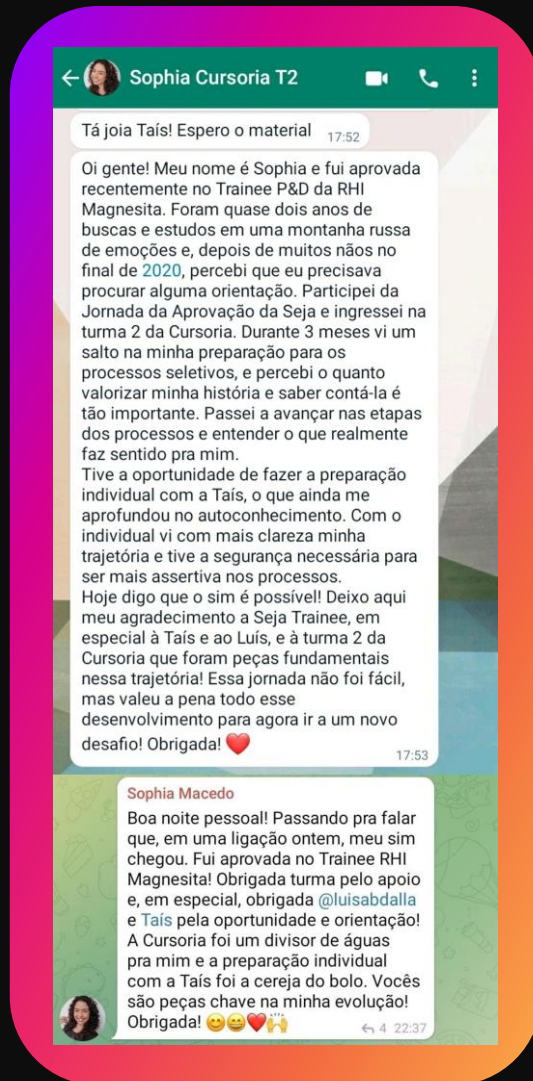 Sophia Cursoria T2
Tá joia Taís! Espero o material 17:52
Oi gente! Meu nome é Sophia e fui aprovada
recentemente no Trainee P&D da RHI
Magnesita. Foram quase dois anos de
buscas e estudos em uma montanha russa
de emoções e, depois de muitos nãos no
final de 2020, percebi que eu precisava
procurar alguma orientação. Participei da
Jornada da Aprovação da Seja e ingressei na
turma 2 da Cursoria. Durante 3 meses vi um
salto na minha preparação para os
processos seletivos, e percebi o quanto
valorizar minha história e saber contá-la é
tão importante. Passei a avançar nas etapas
dos processos e entender o que realmente
faz sentido pra mim.
Tive a oportunidade de fazer a preparação
individual com a Taís, o que ainda me
aprofundou no autoconhecimento. Com o
individual vi com mais clareza minha
trajetória e tive a segurança necessária para
ser mais assertiva nos processos.
Hoje digo que o sim é possível! Deixo aqui
meu agradecimento a Seja Trainee, em
especial à Taís e ao Luís, e à turma 2 da
Cursoria que foram peças fundamentais
nessa trajetória! Essa jornada não foi fácil,
mas valeu a pena todo esse
desenvolvimento para agora ir a um novo
desafio! Obrigada! ❤️
17:53
Sophia Macedo
Boa noite pessoal! Passando pra falar
que, em uma ligação ontem, meu sim
chegou. Fui aprovada no Trainee RHI
Magnesita! Obrigada turma pelo apoio
e, em especial, obrigada @luisabdalla
e Taís pela oportunidade e orientação!
A Cursoria foi um divisor de águas
pra mim e a preparação individual
com a Taís foi a cereja do bolo. Vocês
são peças chave na minha evolução!
Obrigada! 😊😄❤️🙌 4 22:37